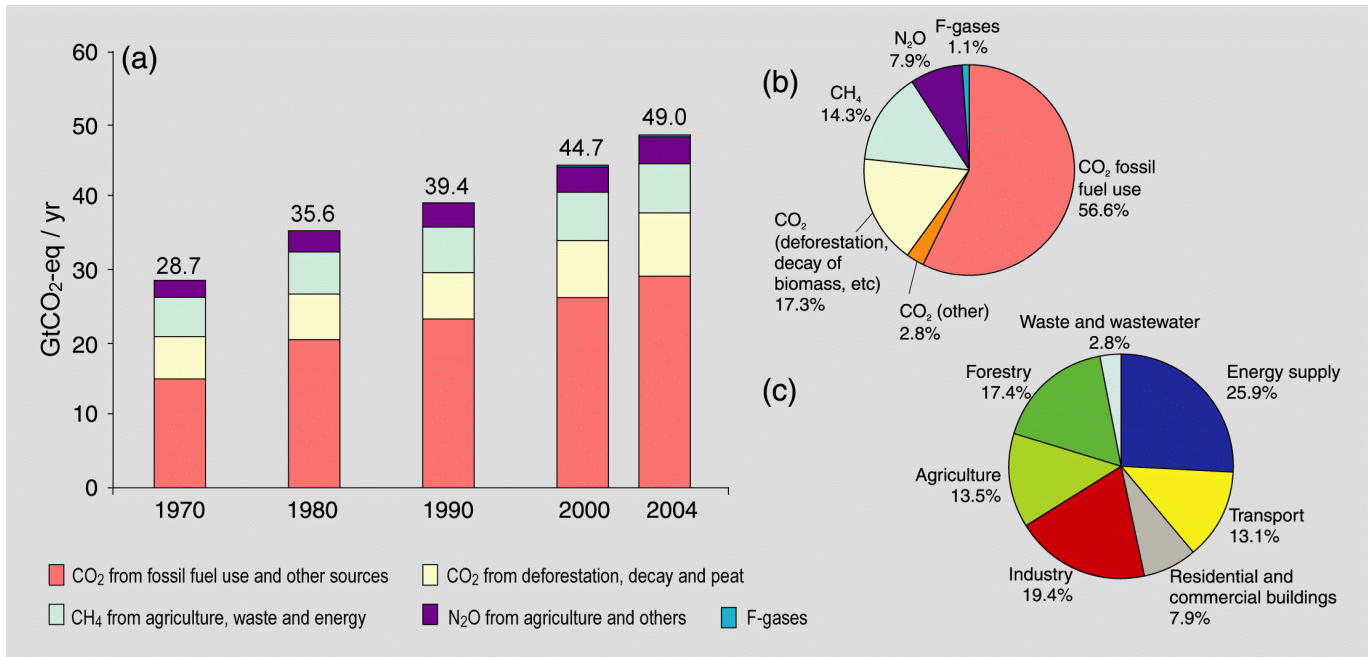 (a)
GtCO₂-eq / yr
60
50
40
30
20
10
0
28.7
35.6
39.4
44.7
49.0
1970
1980
1990
2000
2004
CO₂ from fossil fuel use and other sources
CO₂ from deforestation, decay and peat
CH₄ from agriculture, waste and energy
N₂O from agriculture and others
F-gases
(b)
F-gases
1.1%
N₂O
7.9%
CH₄
14.3%
CO₂ fossil
fuel use
56.6%
CO₂
(deforestation,
decay of
biomass, etc)
17.3%
CO₂ (other)
2.8%
(c)
Waste and wastewater
2.8%
Forestry
17.4%
Energy supply
25.9%
Agriculture
13.5%
Transport
13.1%
Industry
19.4%
Residential and
commercial buildings
7.9%